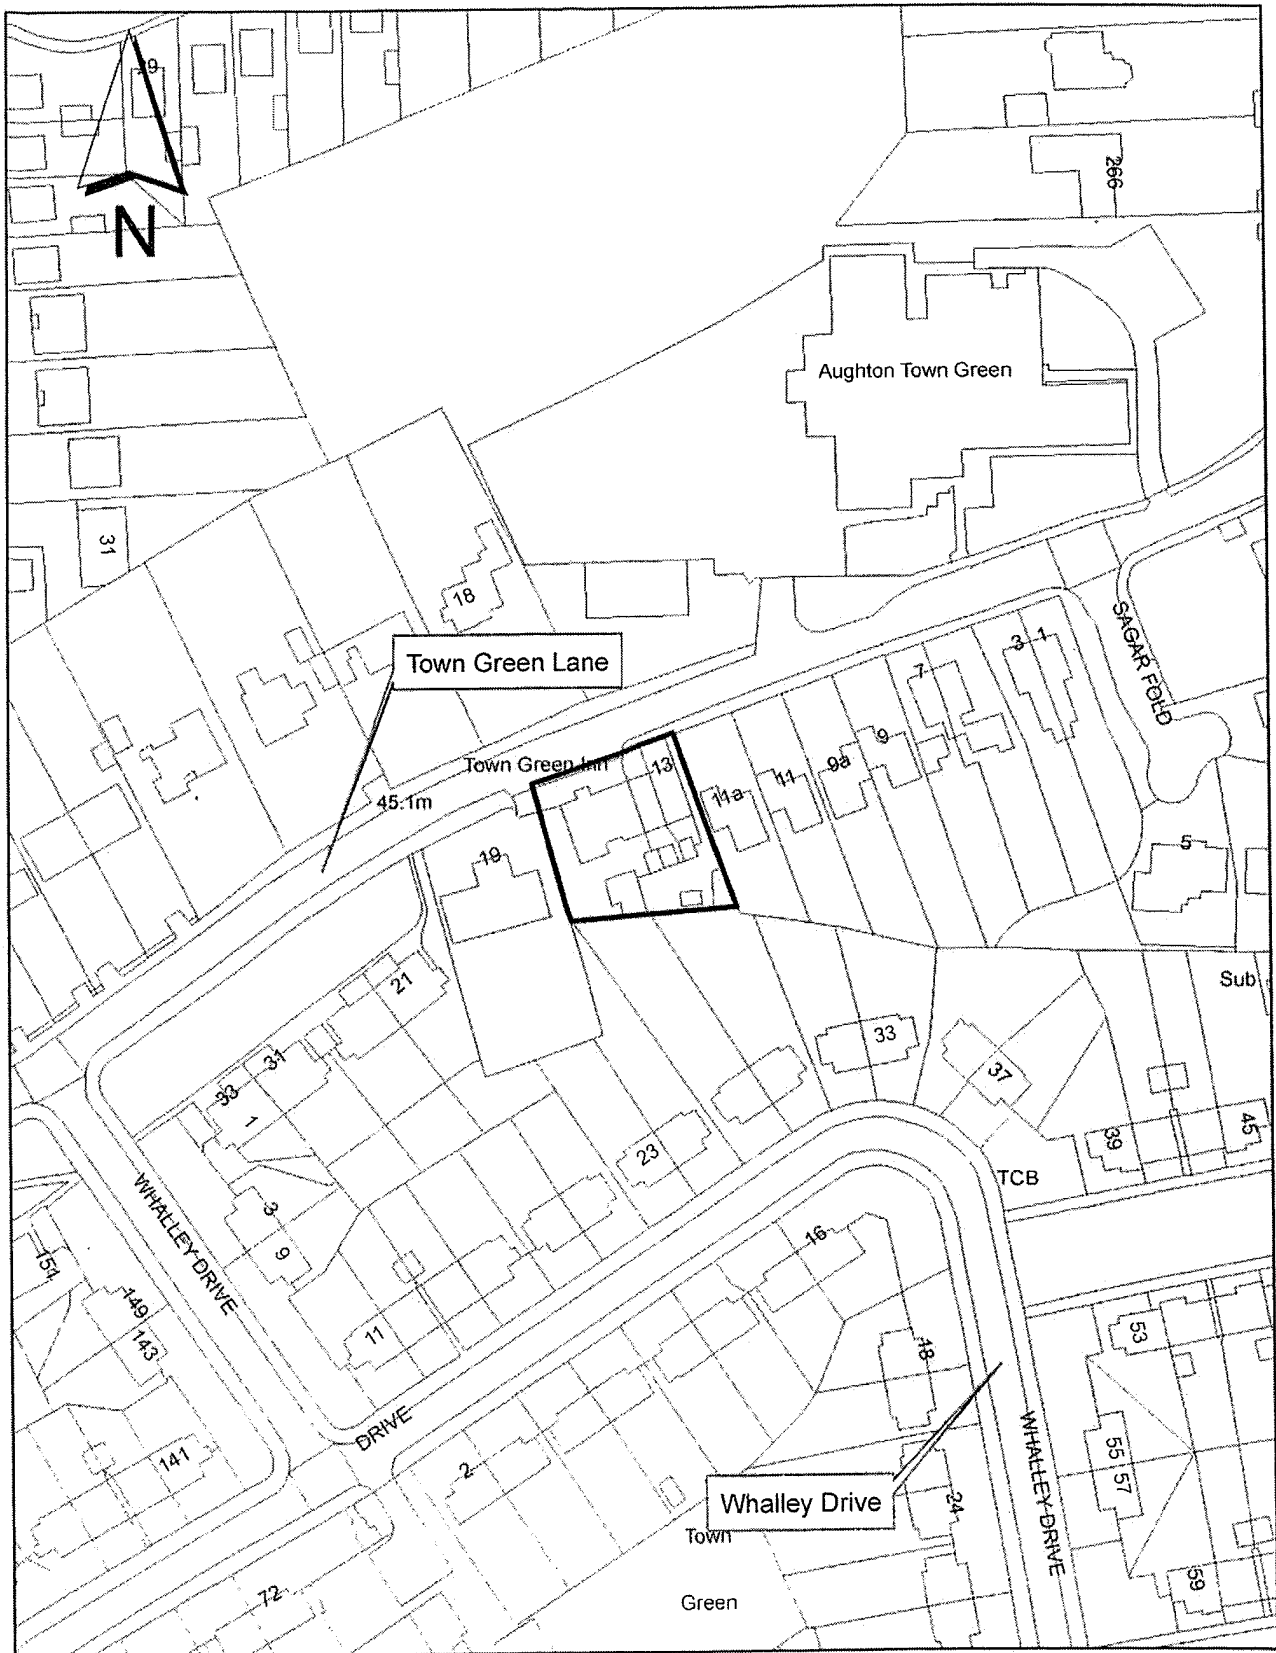 29
N
266
Aughton Town Green
31
18
Town Green Lane
SAGAR FOLD
1
3
7
9
9a
11
11a
13
Town Green Inn
45.1m
19
5
Sub
21
33
37
31
33
1
39
45
23
TCB
WHALLEY DRIVE
3
9
16
154
149
143
11
53
18
DRIVE
WHALLEY DRIVE
141
2
55
57
Whalley Drive
24
Town
Green
72
59